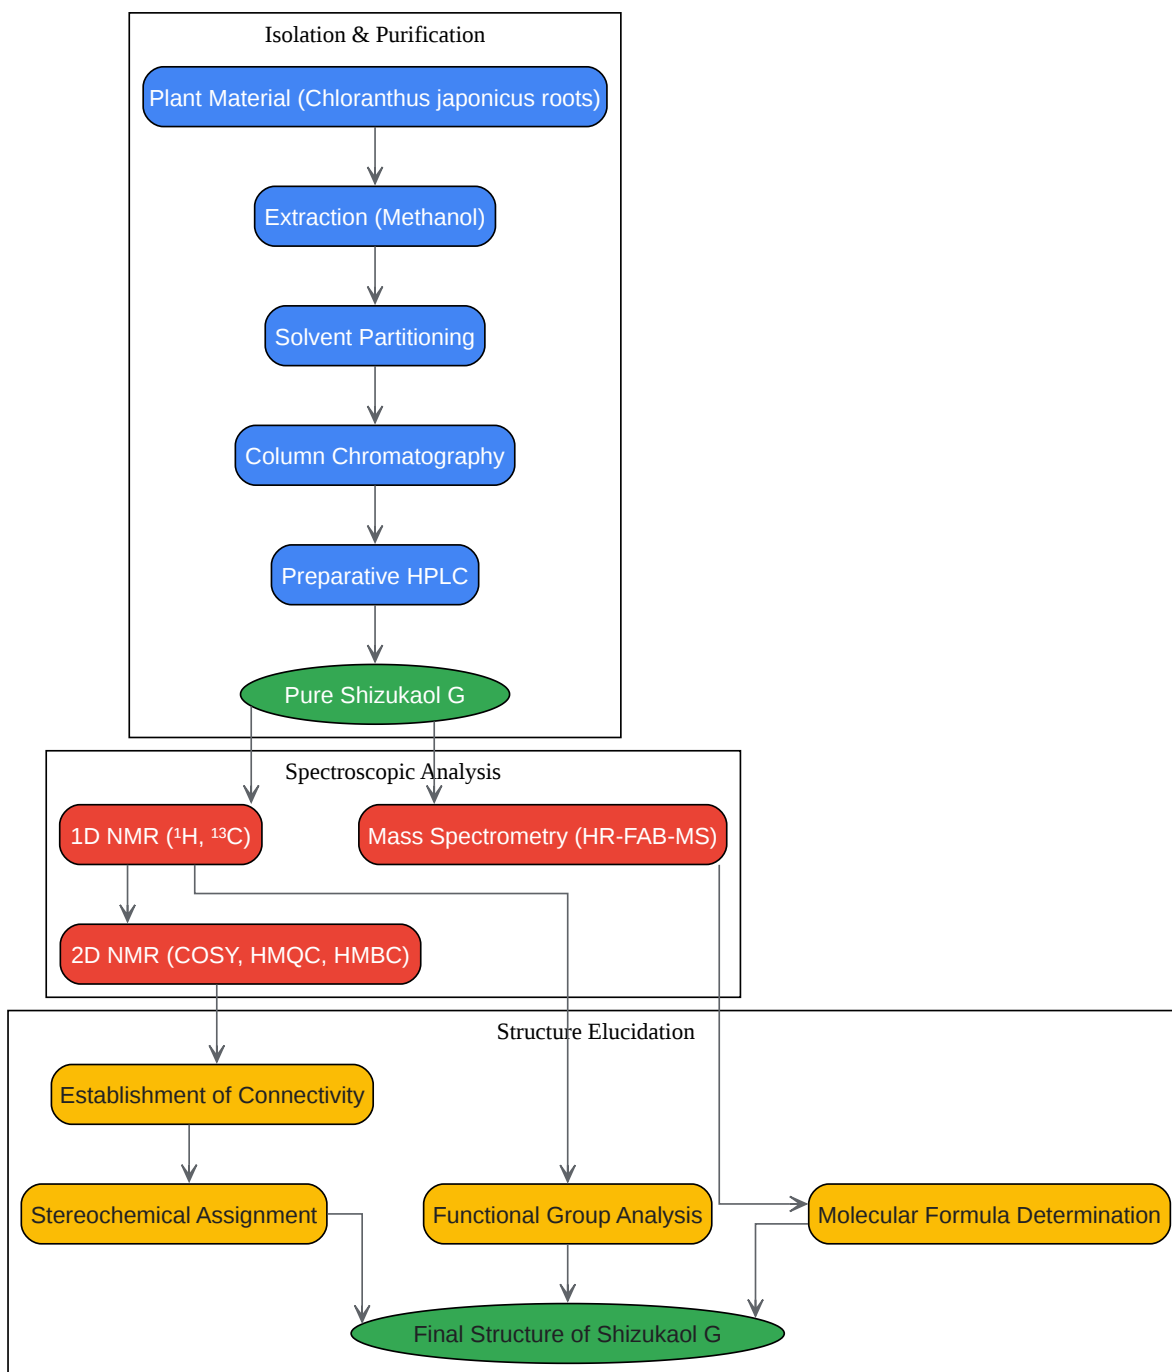 Isolation & Purification
Plant Material (Chloranthus japonicus roots)
Extraction (Methanol)
Solvent Partitioning
Column Chromatography
Preparative HPLC
Pure Shizukaol G
Spectroscopic Analysis
1D NMR (¹H, ¹³C)
Mass Spectrometry (HR-FAB-MS)
2D NMR (COSY, HMQC, HMBC)
Structure Elucidation
Establishment of Connectivity
Stereochemical Assignment
Functional Group Analysis
Molecular Formula Determination
Final Structure of Shizukaol G